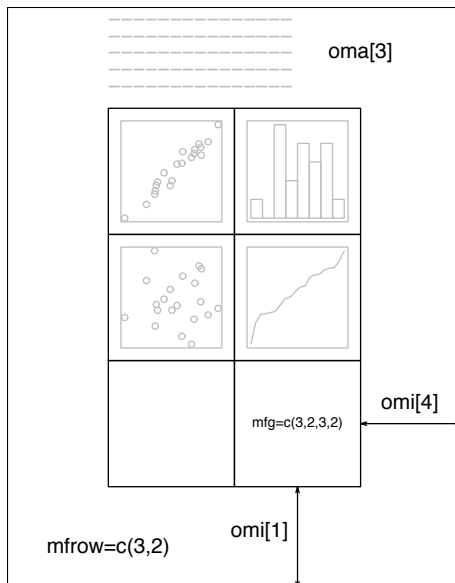 oma[3]
omi[4]
mfg=c(3,2,3,2)
omi[1]
mfrow=c(3,2)